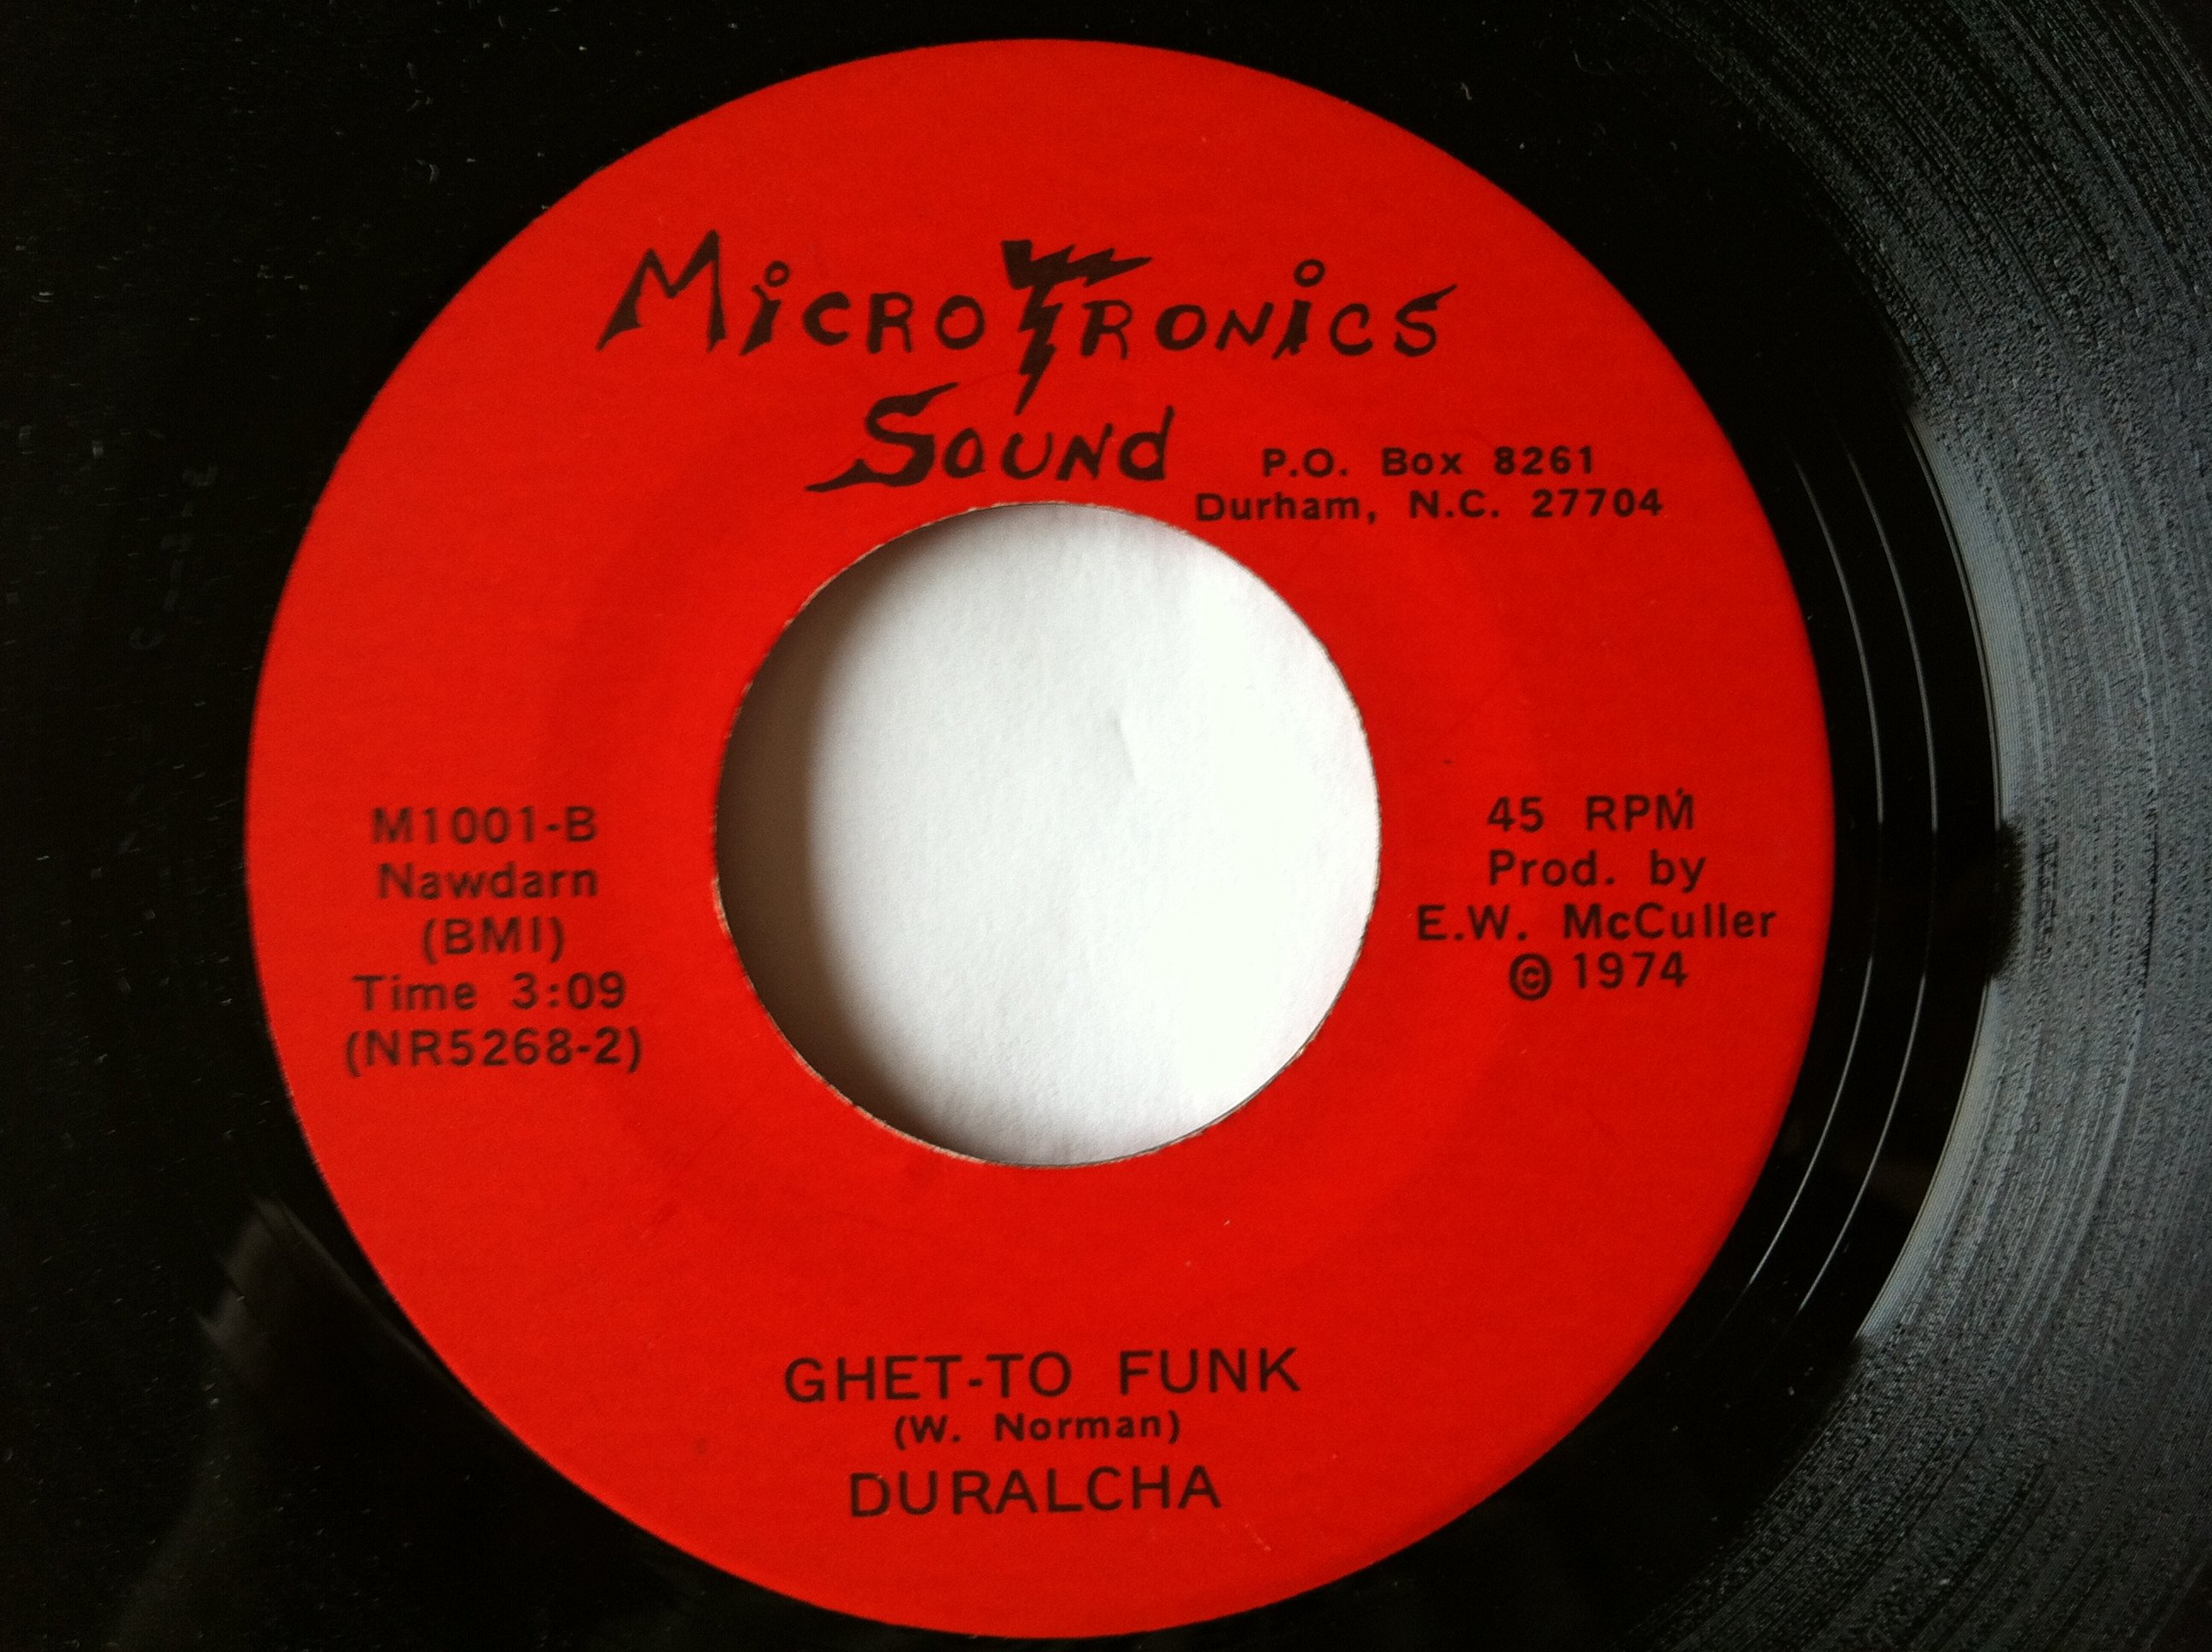 MicroTronics
Sound
P.O. Box 8261
Durham, N.C. 27704
M1001-B
Nawdarn
(BMI)
Time 3:09
(NR5268-2)
45 RPM
Prod. by
E.W. McCuller
© 1974
GHET-TO FUNK
(W. Norman)
DURALCHA